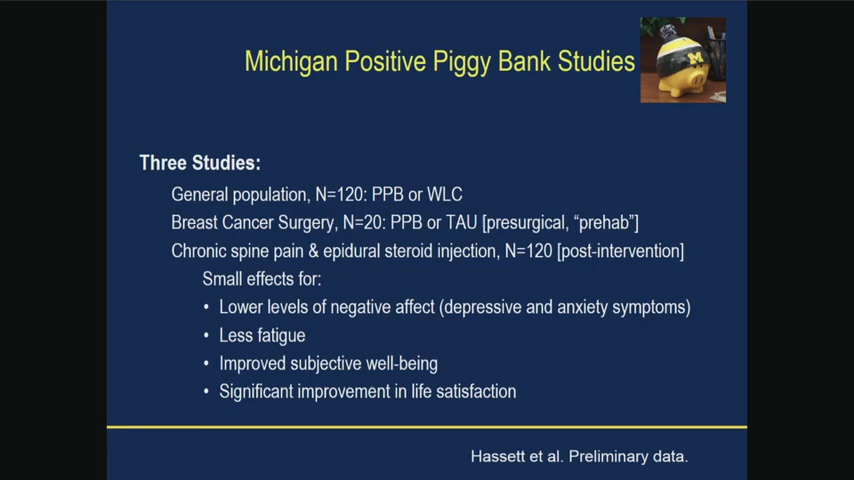 Michigan Positive Piggy Bank Studies
M
Three Studies:
General population, N=120: PPB or WLC
Breast Cancer Surgery, N=20: PPB or TAU [presurgical, “prehab”]
Chronic spine pain & epidural steroid injection, N=120 [post-intervention]
Small effects for:
• Lower levels of negative affect (depressive and anxiety symptoms)
• Less fatigue
• Improved subjective well-being
• Significant improvement in life satisfaction
Hassett et al. Preliminary data.